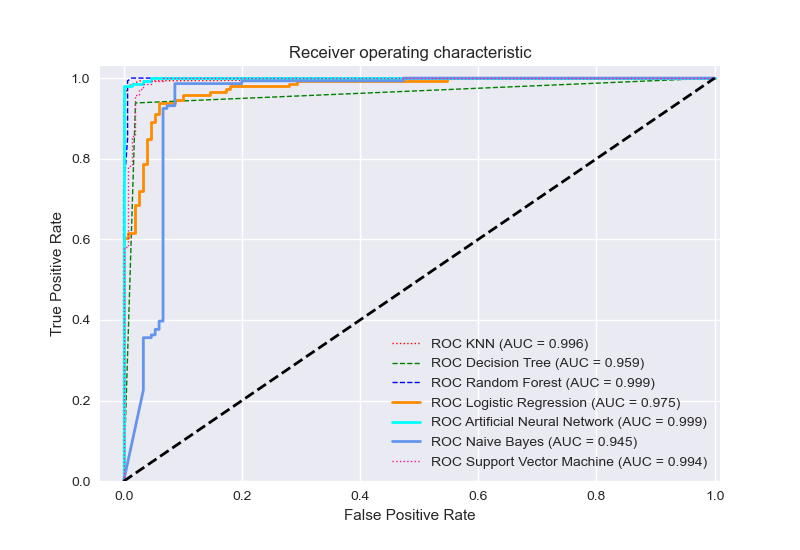 Receiver operating characteristic
True Positive Rate
1.0
0.8
0.6
0.4
0.2
0.0
ROC KNN (AUC = 0.996)
ROC Decision Tree (AUC = 0.959)
ROC Random Forest (AUC = 0.999)
ROC Logistic Regression (AUC = 0.975)
ROC Artificial Neural Network (AUC = 0.999)
ROC Naive Bayes (AUC = 0.945)
ROC Support Vector Machine (AUC = 0.994)
0.0 0.2 0.4 0.6 0.8 1.0
False Positive Rate